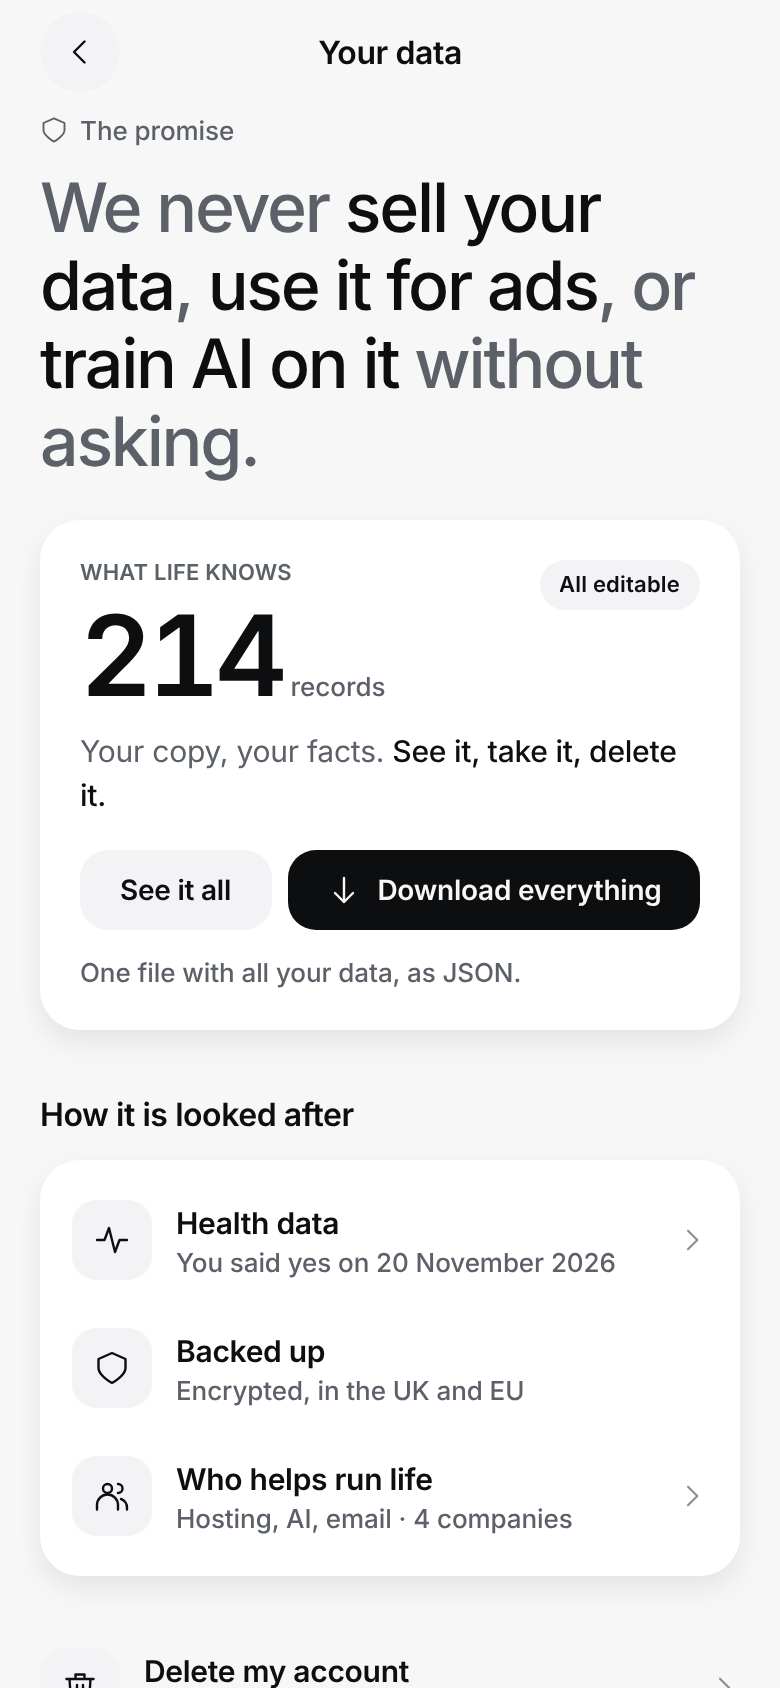 Your data
The promise
We never sell your
data, use it for ads, or
train AI on it without
asking.
WHAT LIFE KNOWS
All editable
214 records
Your copy, your facts. See it, take it, delete
it.
See it all
Download everything
One file with all your data, as JSON.
How it is looked after
Health data
You said yes on 20 November 2026
Backed up
Encrypted, in the UK and EU
Who helps run life
Hosting, AI, email · 4 companies
Delete my account